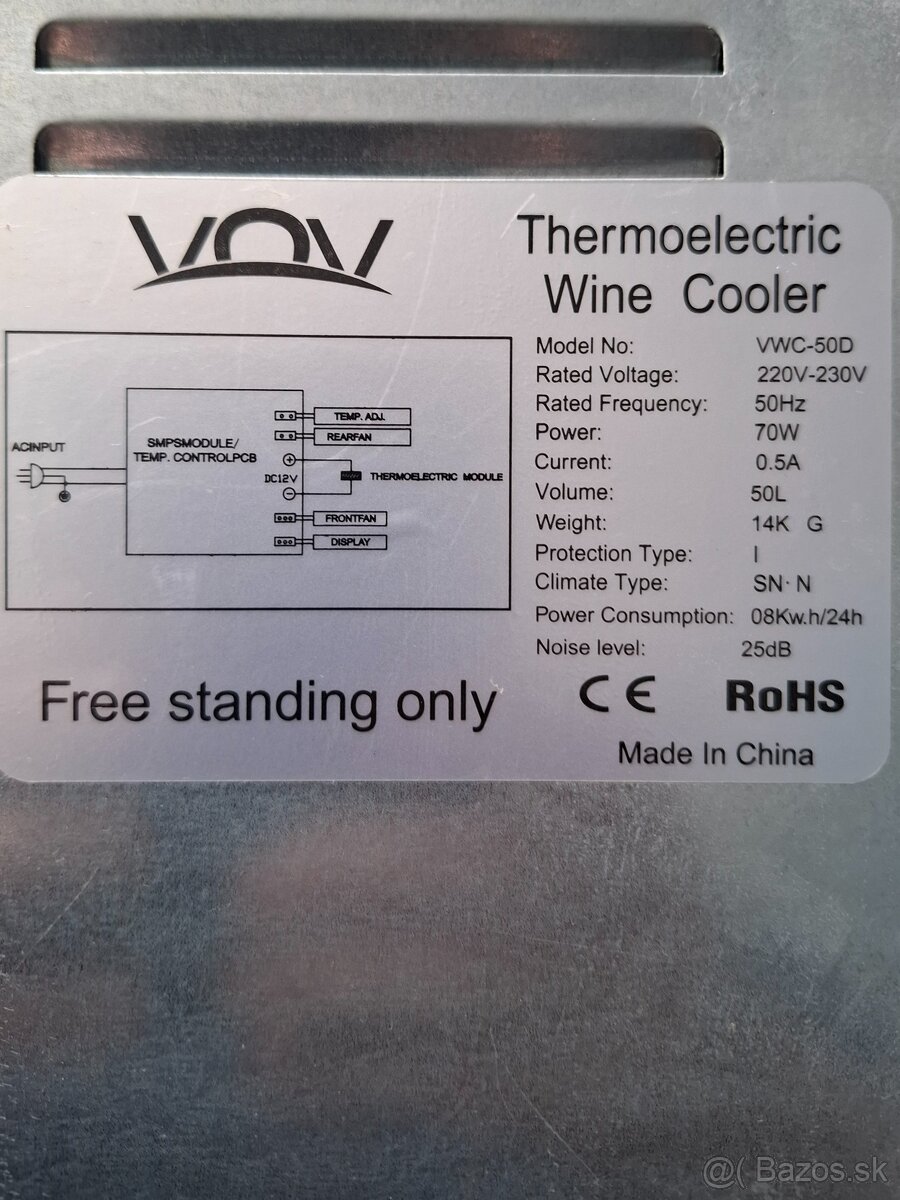 VOV
Thermoelectric
Wine Cooler
ACINPUT
SMPSMODULE/
TEMP. CONTROLPCB
TEMP. ADJ.
REARFAN
+
DC12V
THERMOELECTRIC MODULE
−
FRONTFAN
DISPLAY
Model No: VWC-50D
Rated Voltage: 220V-230V
Rated Frequency: 50Hz
Power: 70W
Current: 0.5A
Volume: 50L
Weight: 14K G
Protection Type: I
Climate Type: SN· N
Power Consumption: 08Kw.h/24h
Noise level: 25dB
Free standing only
CE RoHS
Made In China
@( Bazos.sk